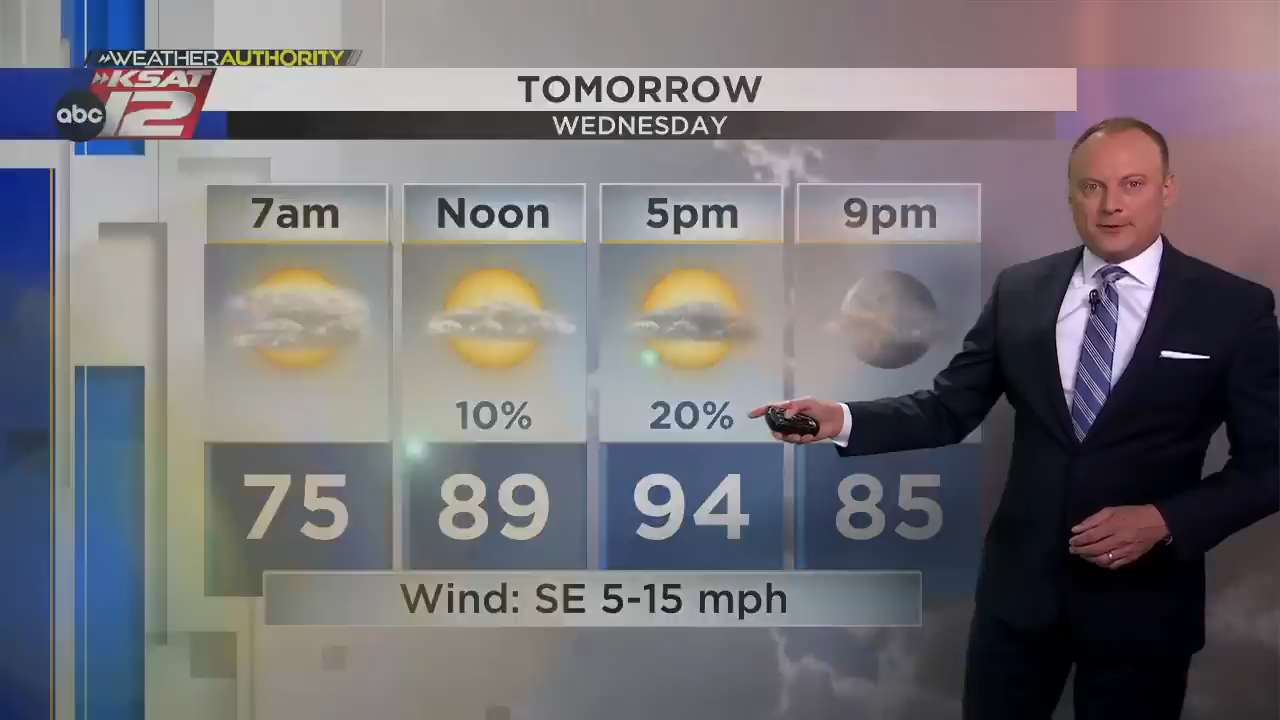 WEATHERAUTHORITY
KSAT
abc 12
TOMORROW
WEDNESDAY
7am Noon 5pm 9pm
10% 20%
75 89 94 85
Wind: SE 5-15 mph